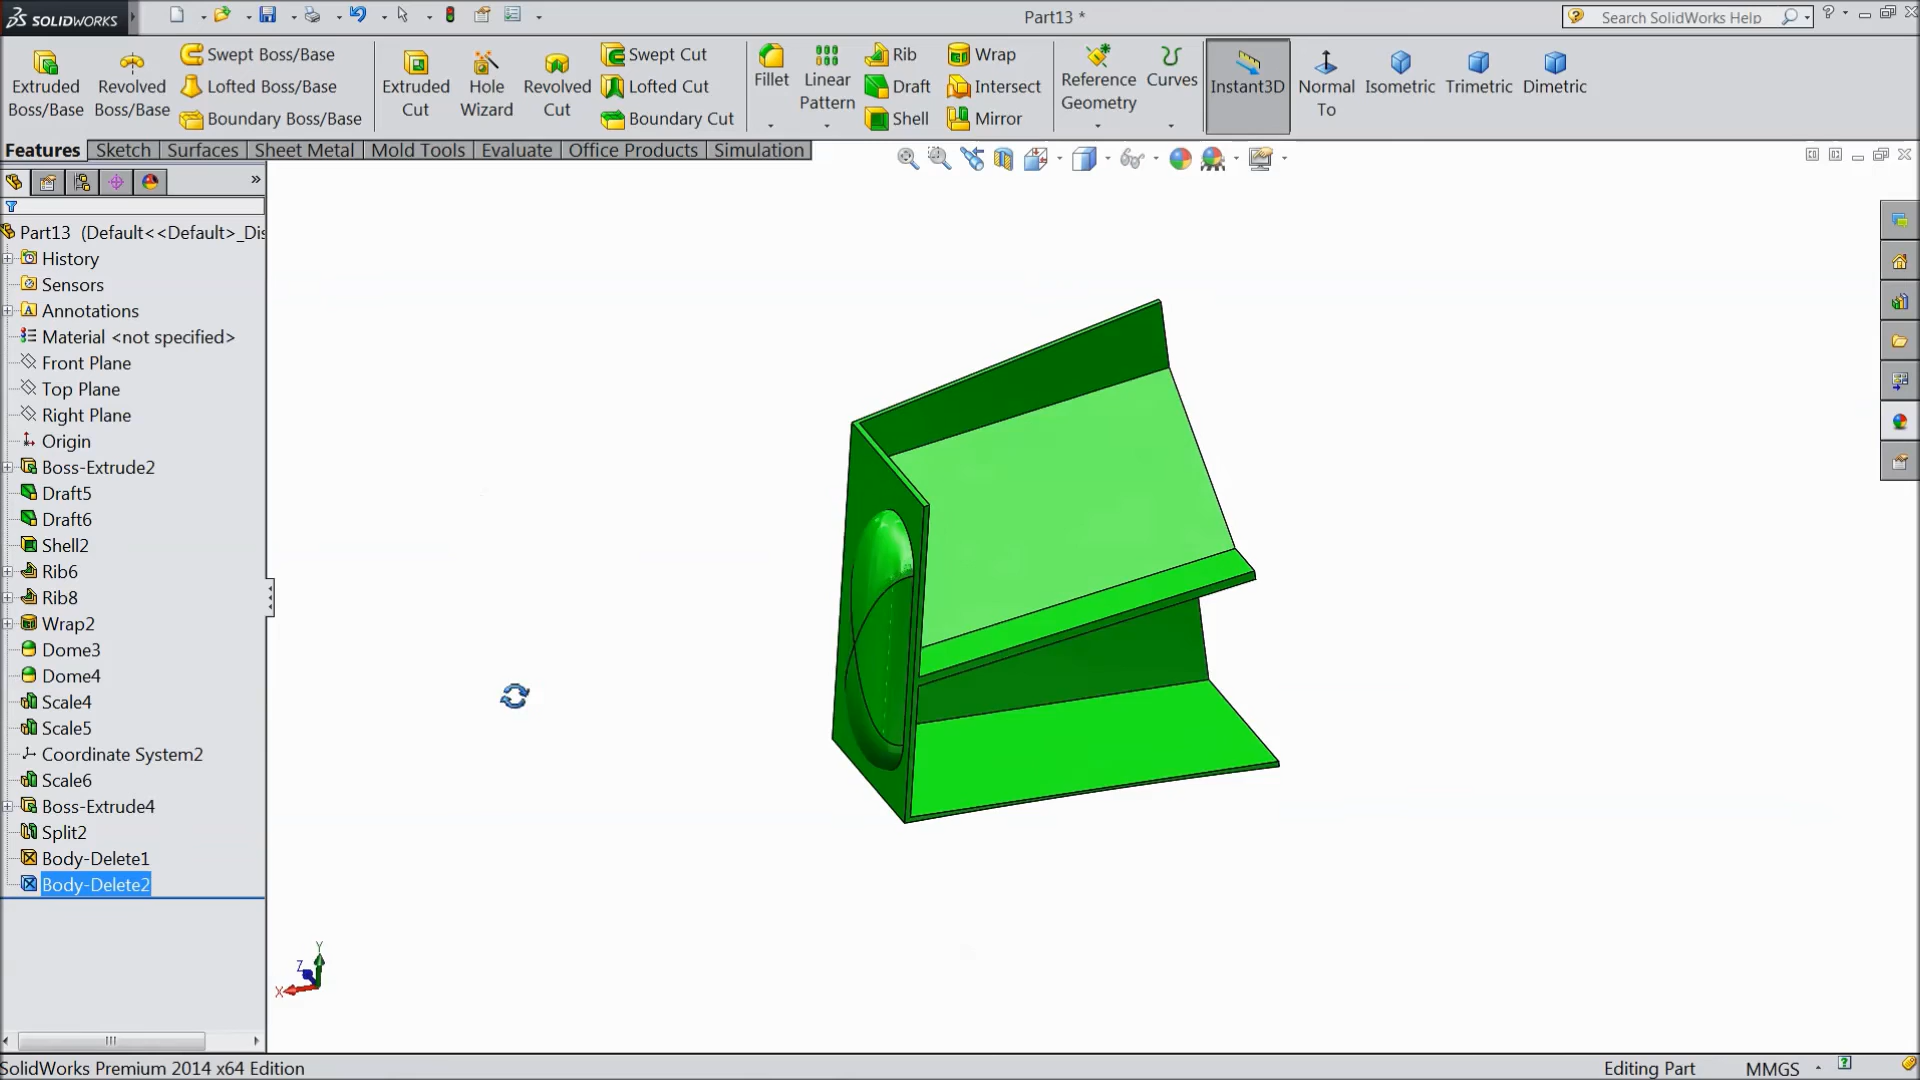 SOLIDWORKS
Part13 *
Search SolidWorks Help
Extruded Boss/Base
Revolved Boss/Base
Swept Boss/Base
Lofted Boss/Base
Boundary Boss/Base
Extruded Cut
Hole Wizard
Revolved Cut
Swept Cut
Lofted Cut
Boundary Cut
Fillet
Linear Pattern
Rib
Draft
Shell
Wrap
Intersect
Mirror
Reference Geometry
Curves
Instant3D
Normal To
Isometric
Trimetric
Dimetric
Features
Sketch
Surfaces
Sheet Metal
Mold Tools
Evaluate
Office Products
Simulation
Part13 (Default<<Default>_Dis
History
Sensors
Annotations
Material <not specified>
Front Plane
Top Plane
Right Plane
Origin
Boss-Extrude2
Draft5
Draft6
Shell2
Rib6
Rib8
Wrap2
Dome3
Dome4
Scale4
Scale5
Coordinate System2
Scale6
Boss-Extrude4
Split2
Body-Delete1
Body-Delete2
Y
Z
X
SolidWorks Premium 2014 x64 Edition
Editing Part
MMGS